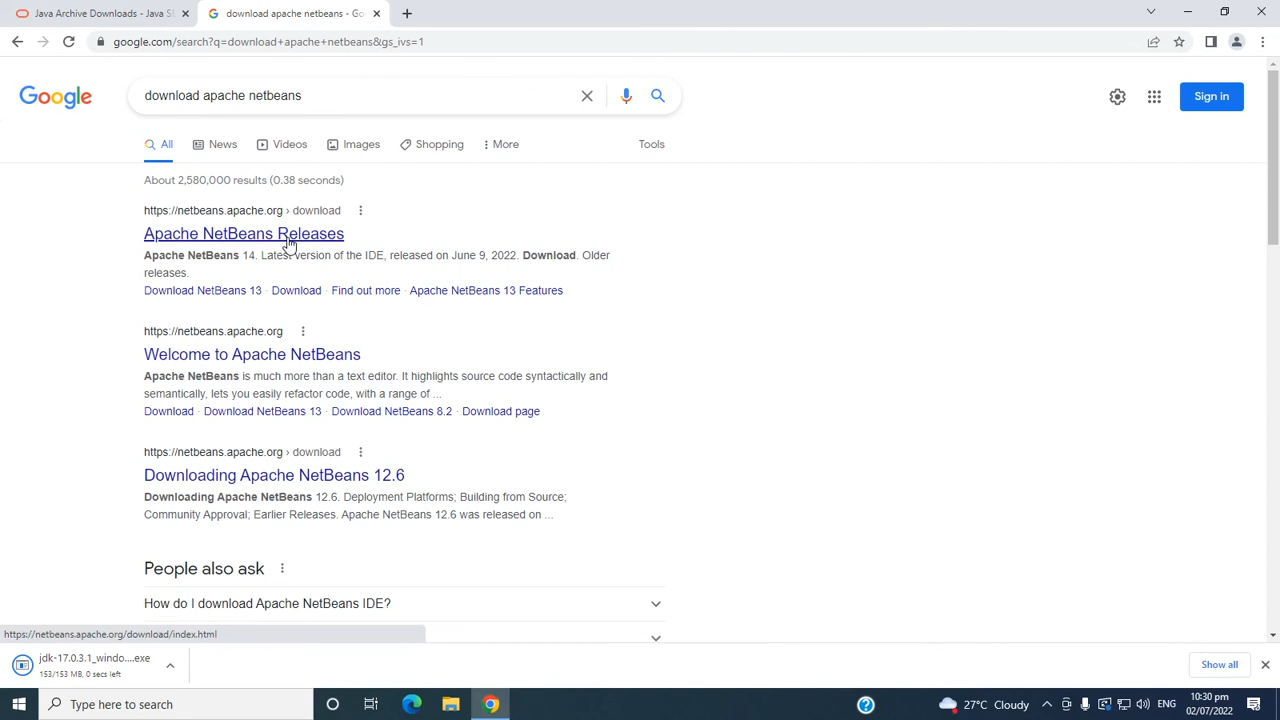 Java Archive Downloads - Java S
download apache netbeans - Go
google.com/search?q=download+apache+netbeans&gs_ivs=1
Google
download apache netbeans
Sign in
All
News
Videos
Images
Shopping
More
Tools
About 2,580,000 results (0.38 seconds)
https://netbeans.apache.org › download
Apache NetBeans Releases
Apache NetBeans 14. Latest version of the IDE, released on June 9, 2022. Download. Older
releases.
Download NetBeans 13 · Download · Find out more · Apache NetBeans 13 Features
https://netbeans.apache.org
Welcome to Apache NetBeans
Apache NetBeans is much more than a text editor. It highlights source code syntactically and
semantically, lets you easily refactor code, with a range of ...
Download · Download NetBeans 13 · Download NetBeans 8.2 · Download page
https://netbeans.apache.org › download
Downloading Apache NetBeans 12.6
Downloading Apache NetBeans 12.6. Deployment Platforms; Building from Source;
Community Approval; Earlier Releases. Apache NetBeans 12.6 was released on ...
People also ask
How do I download Apache NetBeans IDE?
https://netbeans.apache.org/download/index.html
jdk-17.0.3.1_windo....exe
153/153 MB, 0 secs left
Show all
Type here to search
27°C Cloudy
ENG
10:30 pm
02/07/2022